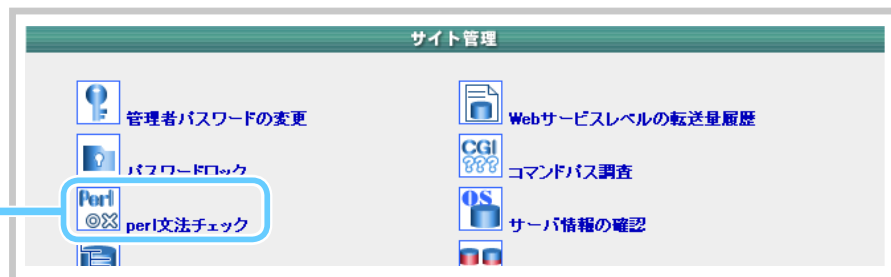 サイト管理
管理者パスワードの変更
Webサービスレベルの転送量履歴
パスワードロック
CGI
???
コマンドパス調査
Perl
perl文法チェック
OS
サーバ情報の確認